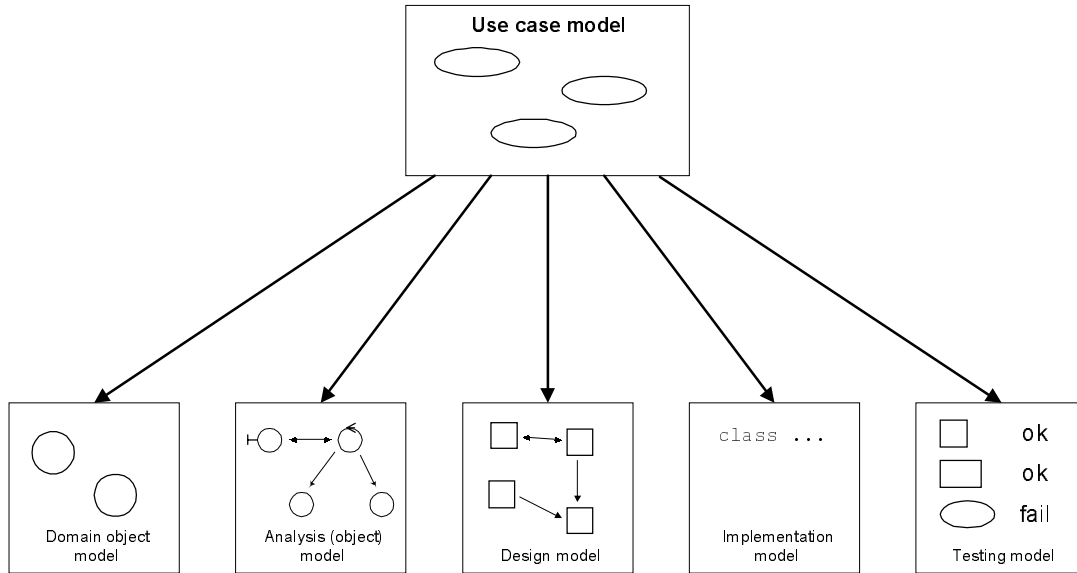 Use case model
class ...
ok
ok
fail
Domain object
model
Analysis (object)
model
Design model
Implementation
model
Testing model